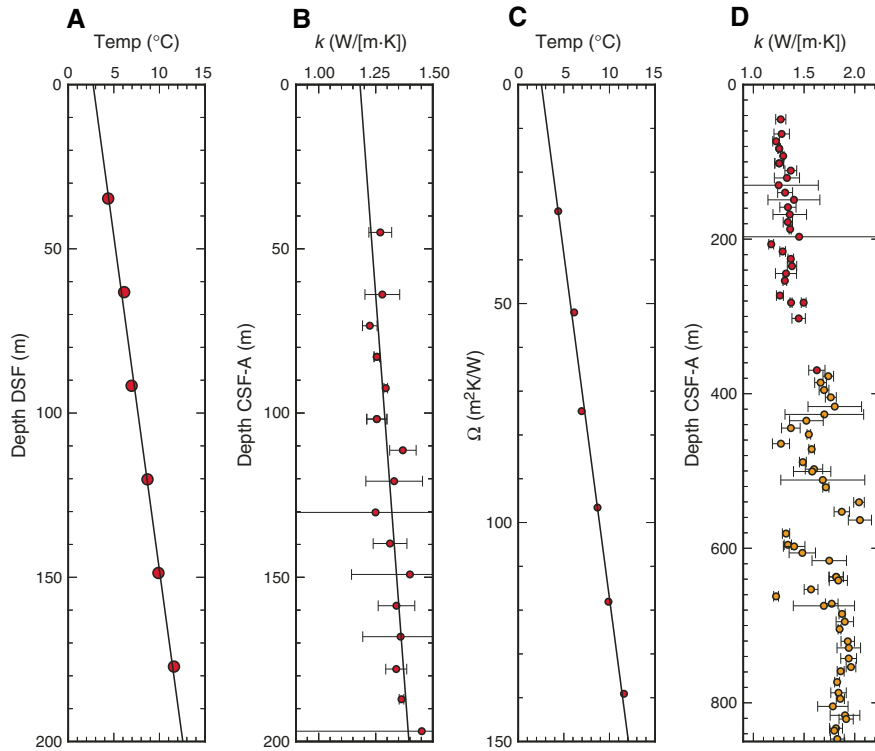 A
Temp (°C)
0 5 10 15
0
50
100
150
200
Depth DSF (m)
B
k (W/[m·K])
1.00 1.25 1.50
0
50
100
150
200
Depth CSF-A (m)
C
Temp (°C)
0 5 10 15
0
50
100
150
Ω (m²K/W)
D
k (W/[m·K])
1.0 1.5 2.0
0
200
400
600
800
Depth CSF-A (m)